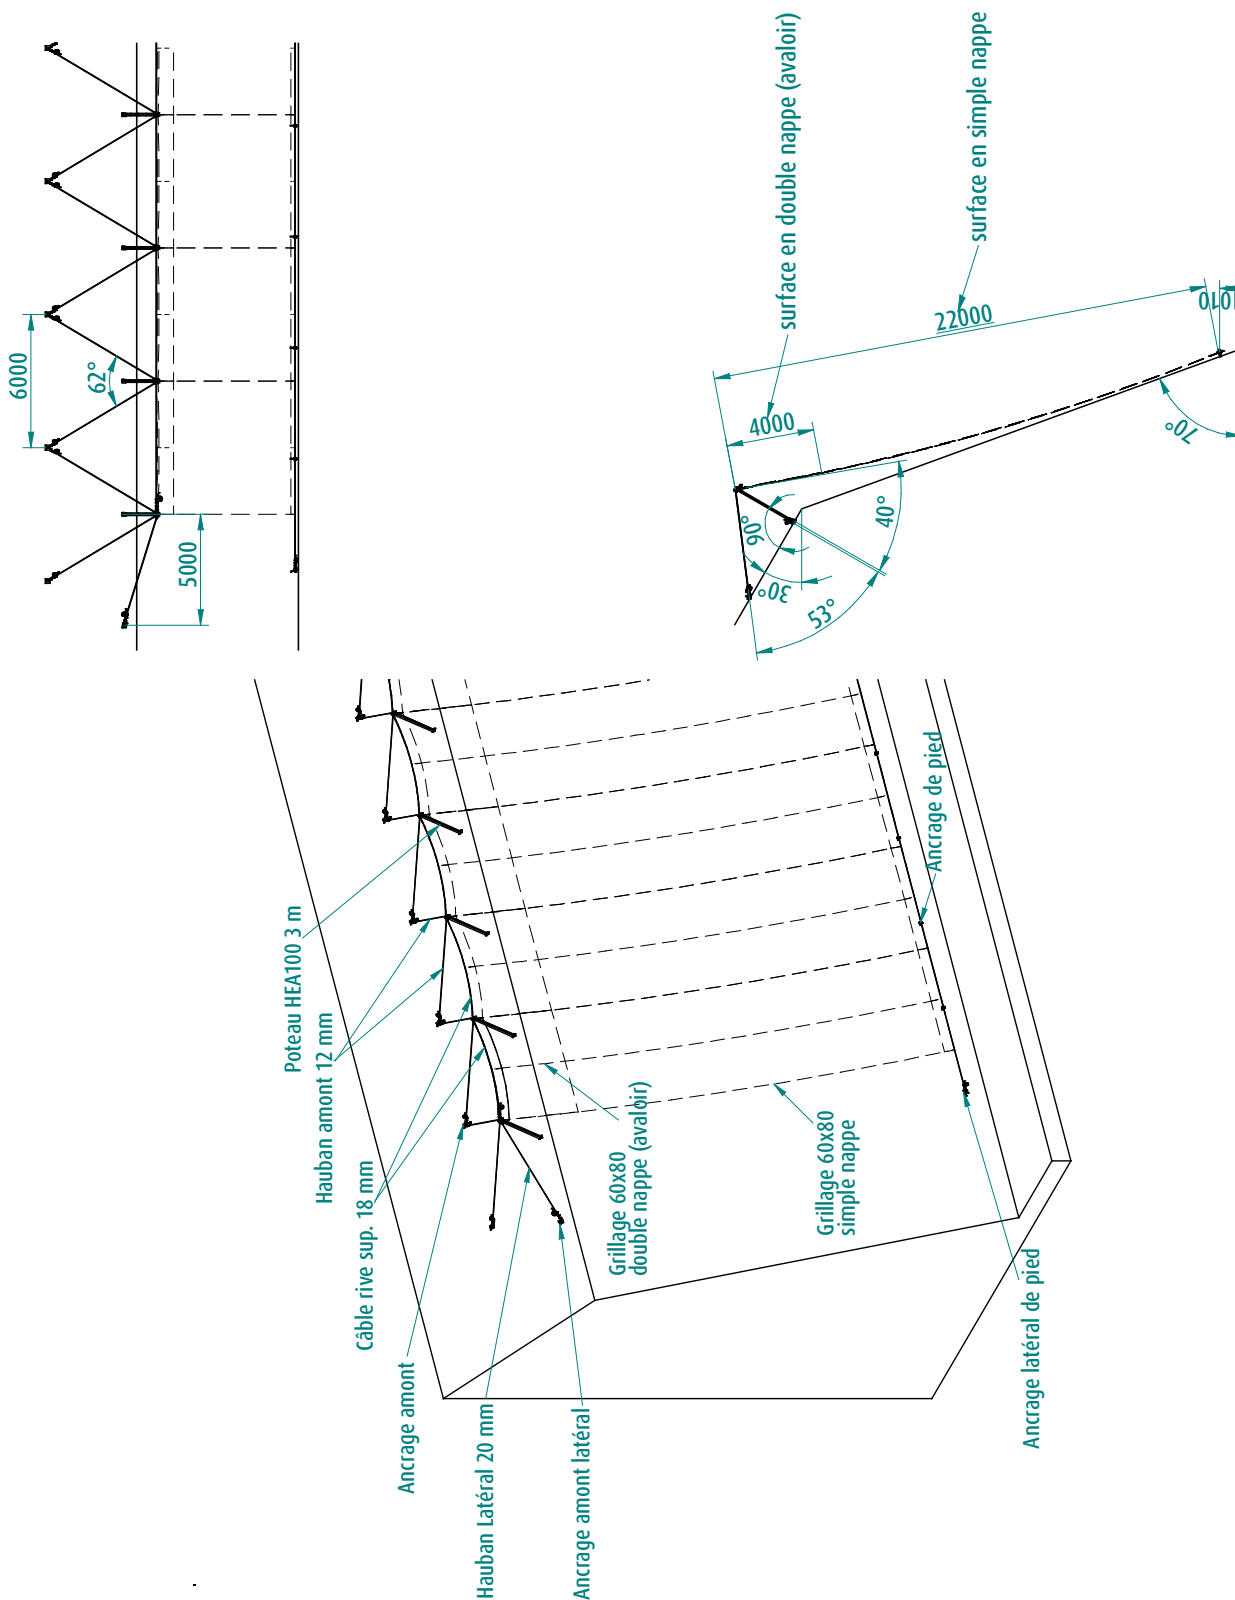 6000
62°
5000
surface en double nappe (avaloir)
surface en simple nappe
22000
4000
1010
90°
30°
53°
40°
70°
Poteau HEA100 3 m
Hauban amont 12 mm
Câble rive sup. 18 mm
Ancrage amont
Hauban Latéral 20 mm
Ancrage amont latéral
Grillage 60x80
double nappe (avaloir)
Grillage 60x80
simple nappe
Ancrage de pied
Ancrage latéral de pied